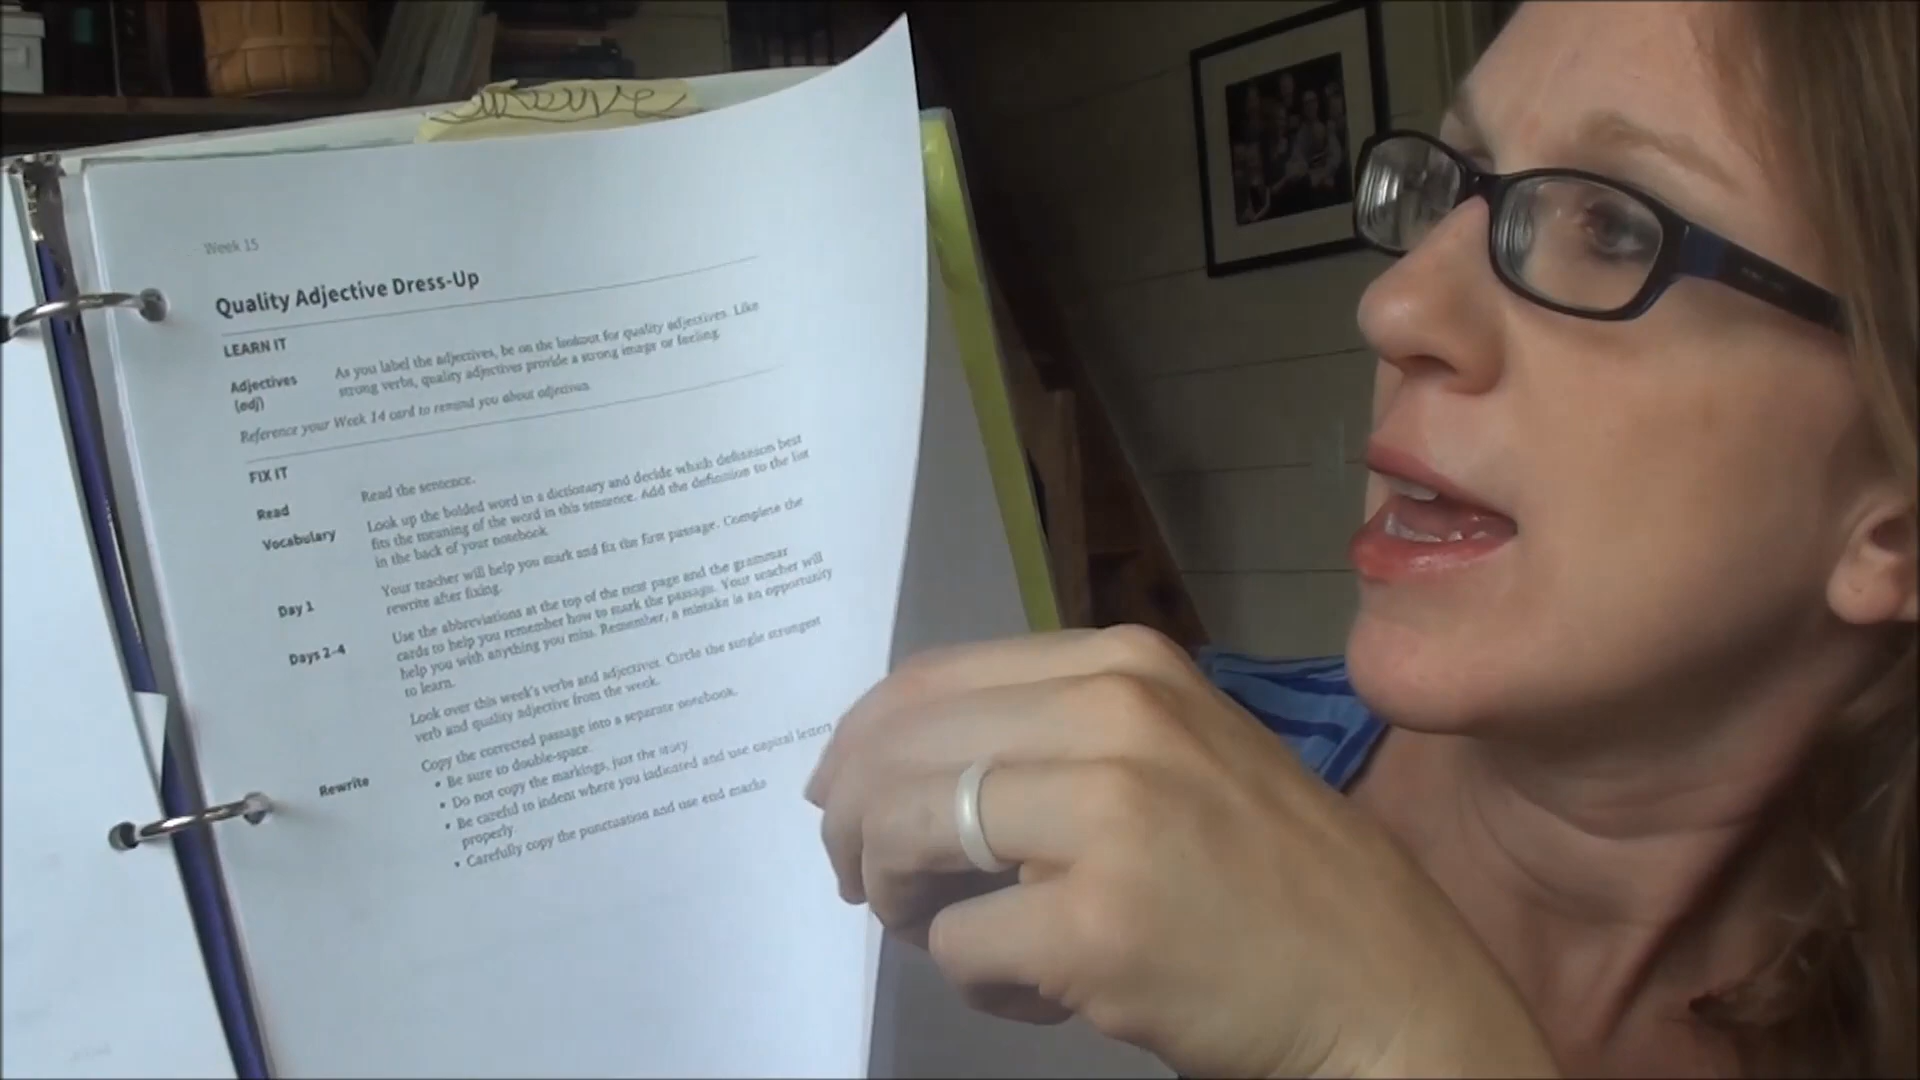 Week 15
Quality Adjective Dress-Up
LEARN IT
Adjectives
(adj)
As you label the adjectives, be on the lookout for quality adjectives. Like
strong verbs, quality adjectives provide a strong image or feeling.
Reference your Week 14 card to remind you about adjectives.
FIX IT
Read
Read the sentence.
Vocabulary
Look up the bolded word in a dictionary and decide which definition best
fits the meaning of the word in this sentence. Add the definition to the list
in the back of your notebook.
Day 1
Your teacher will help you mark and fix the first passage. Complete the
rewrite after fixing.
Days 2-4
Use the abbreviations at the top of the next page and the grammar
cards to help you remember how to mark the passage. Your teacher will
help you with anything you miss. Remember, a mistake is an opportunity
to learn.
Look over this week's verbs and adjectives. Circle the single strongest
verb and quality adjective from the week.
Rewrite
Copy the corrected passage into a separate notebook.
• Be sure to double-space.
• Do not copy the markings, just the story.
• Be careful to indent where you indicated and use capital letters
properly.
• Carefully copy the punctuation and use end marks